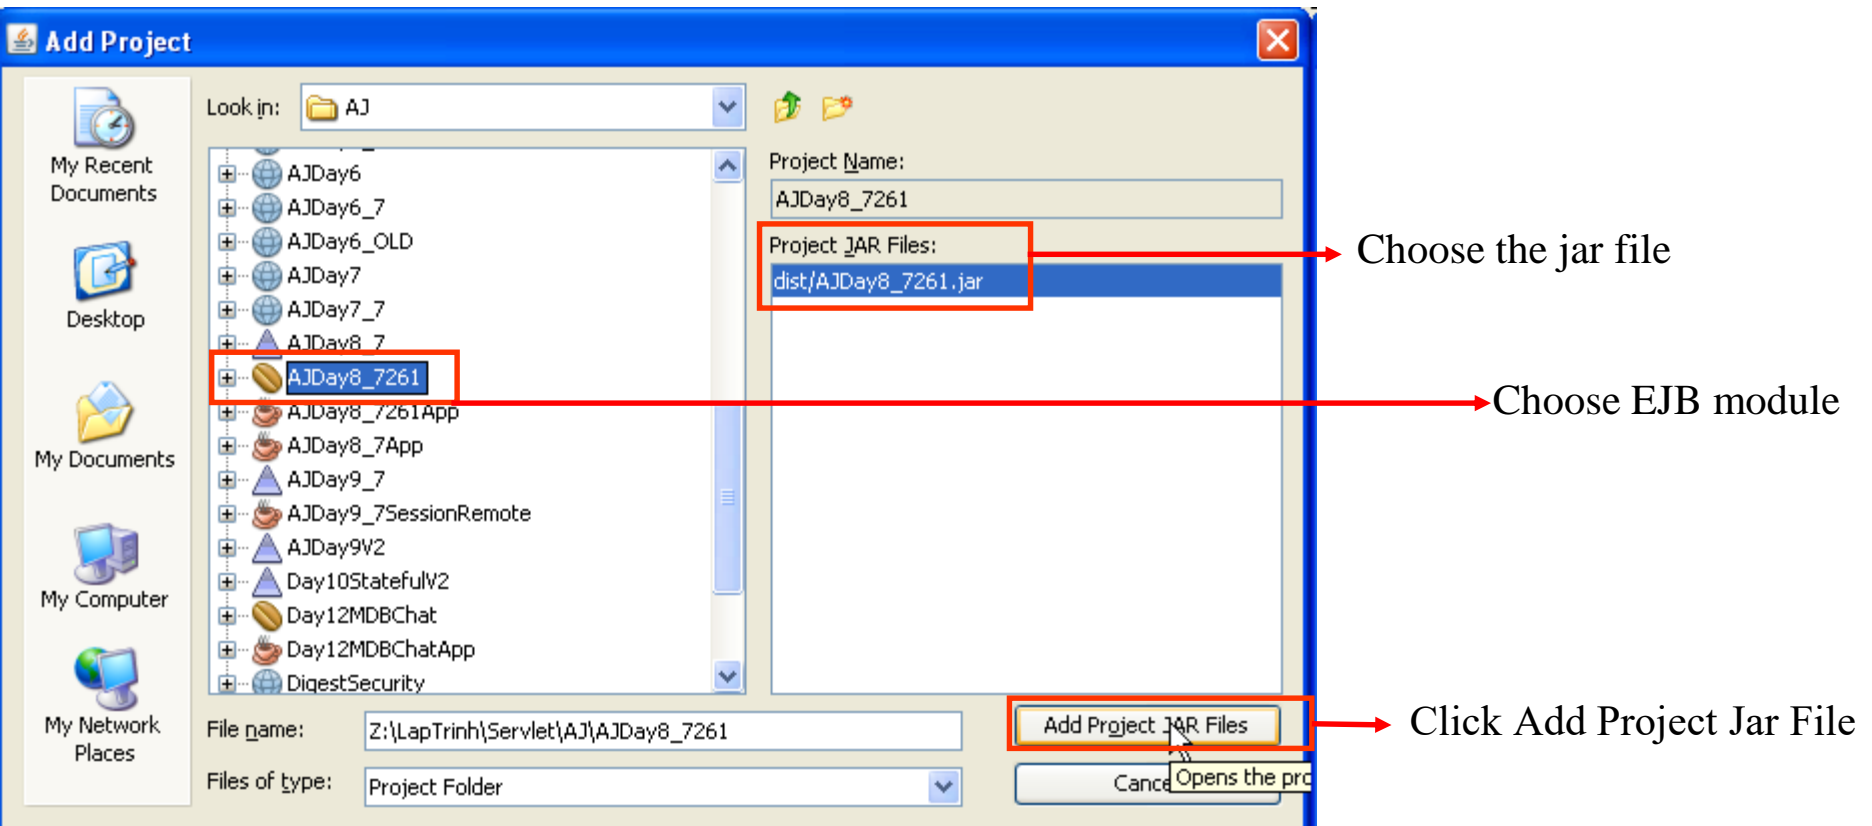 Add Project
Look in:
AJ
My Recent
Documents
Desktop
My Documents
My Computer
My Network
Places
AJDay6
AJDay6_7
AJDay6_OLD
AJDay7
AJDay7_7
AJDay8_7
AJDay8_7261
AJDay8_7261App
AJDay8_7App
AJDay9_7
AJDay9_7SessionRemote
AJDay9V2
Day10StatefulV2
Day12MDBChat
Day12MDBChatApp
DigestSecurity
Project Name:
AJDay8_7261
Project JAR Files:
dist/AJDay8_7261.jar
Choose the jar file
Choose EJB module
File name:
Z:\LapTrinh\Servlet\AJ\AJDay8_7261
Add Project JAR Files
Click Add Project Jar File
Files of type:
Project Folder
Cance
Opens the pro